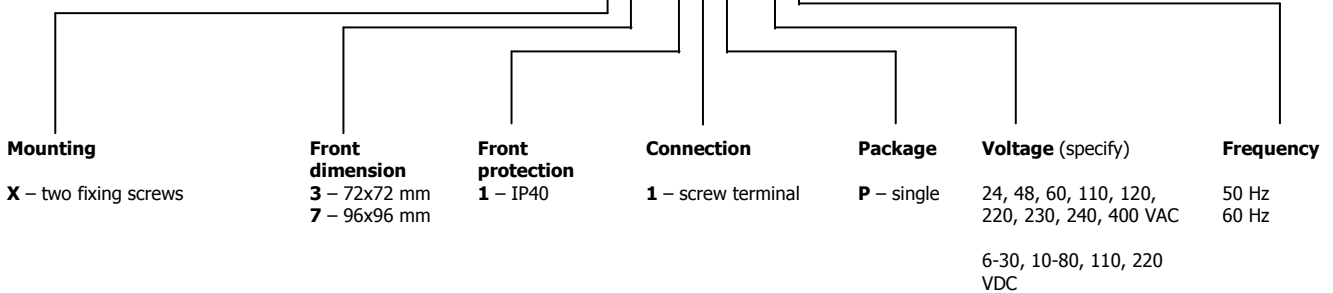 Mounting
X – two fixing screws
Front
dimension
3 – 72x72 mm
7 – 96x96 mm
Front
protection
1 – IP40
Connection
1 – screw terminal
Package
P – single
Voltage (specify)
24, 48, 60, 110, 120,
220, 230, 240, 400 VAC
6-30, 10-80, 110, 220
VDC
Frequency
50 Hz
60 Hz